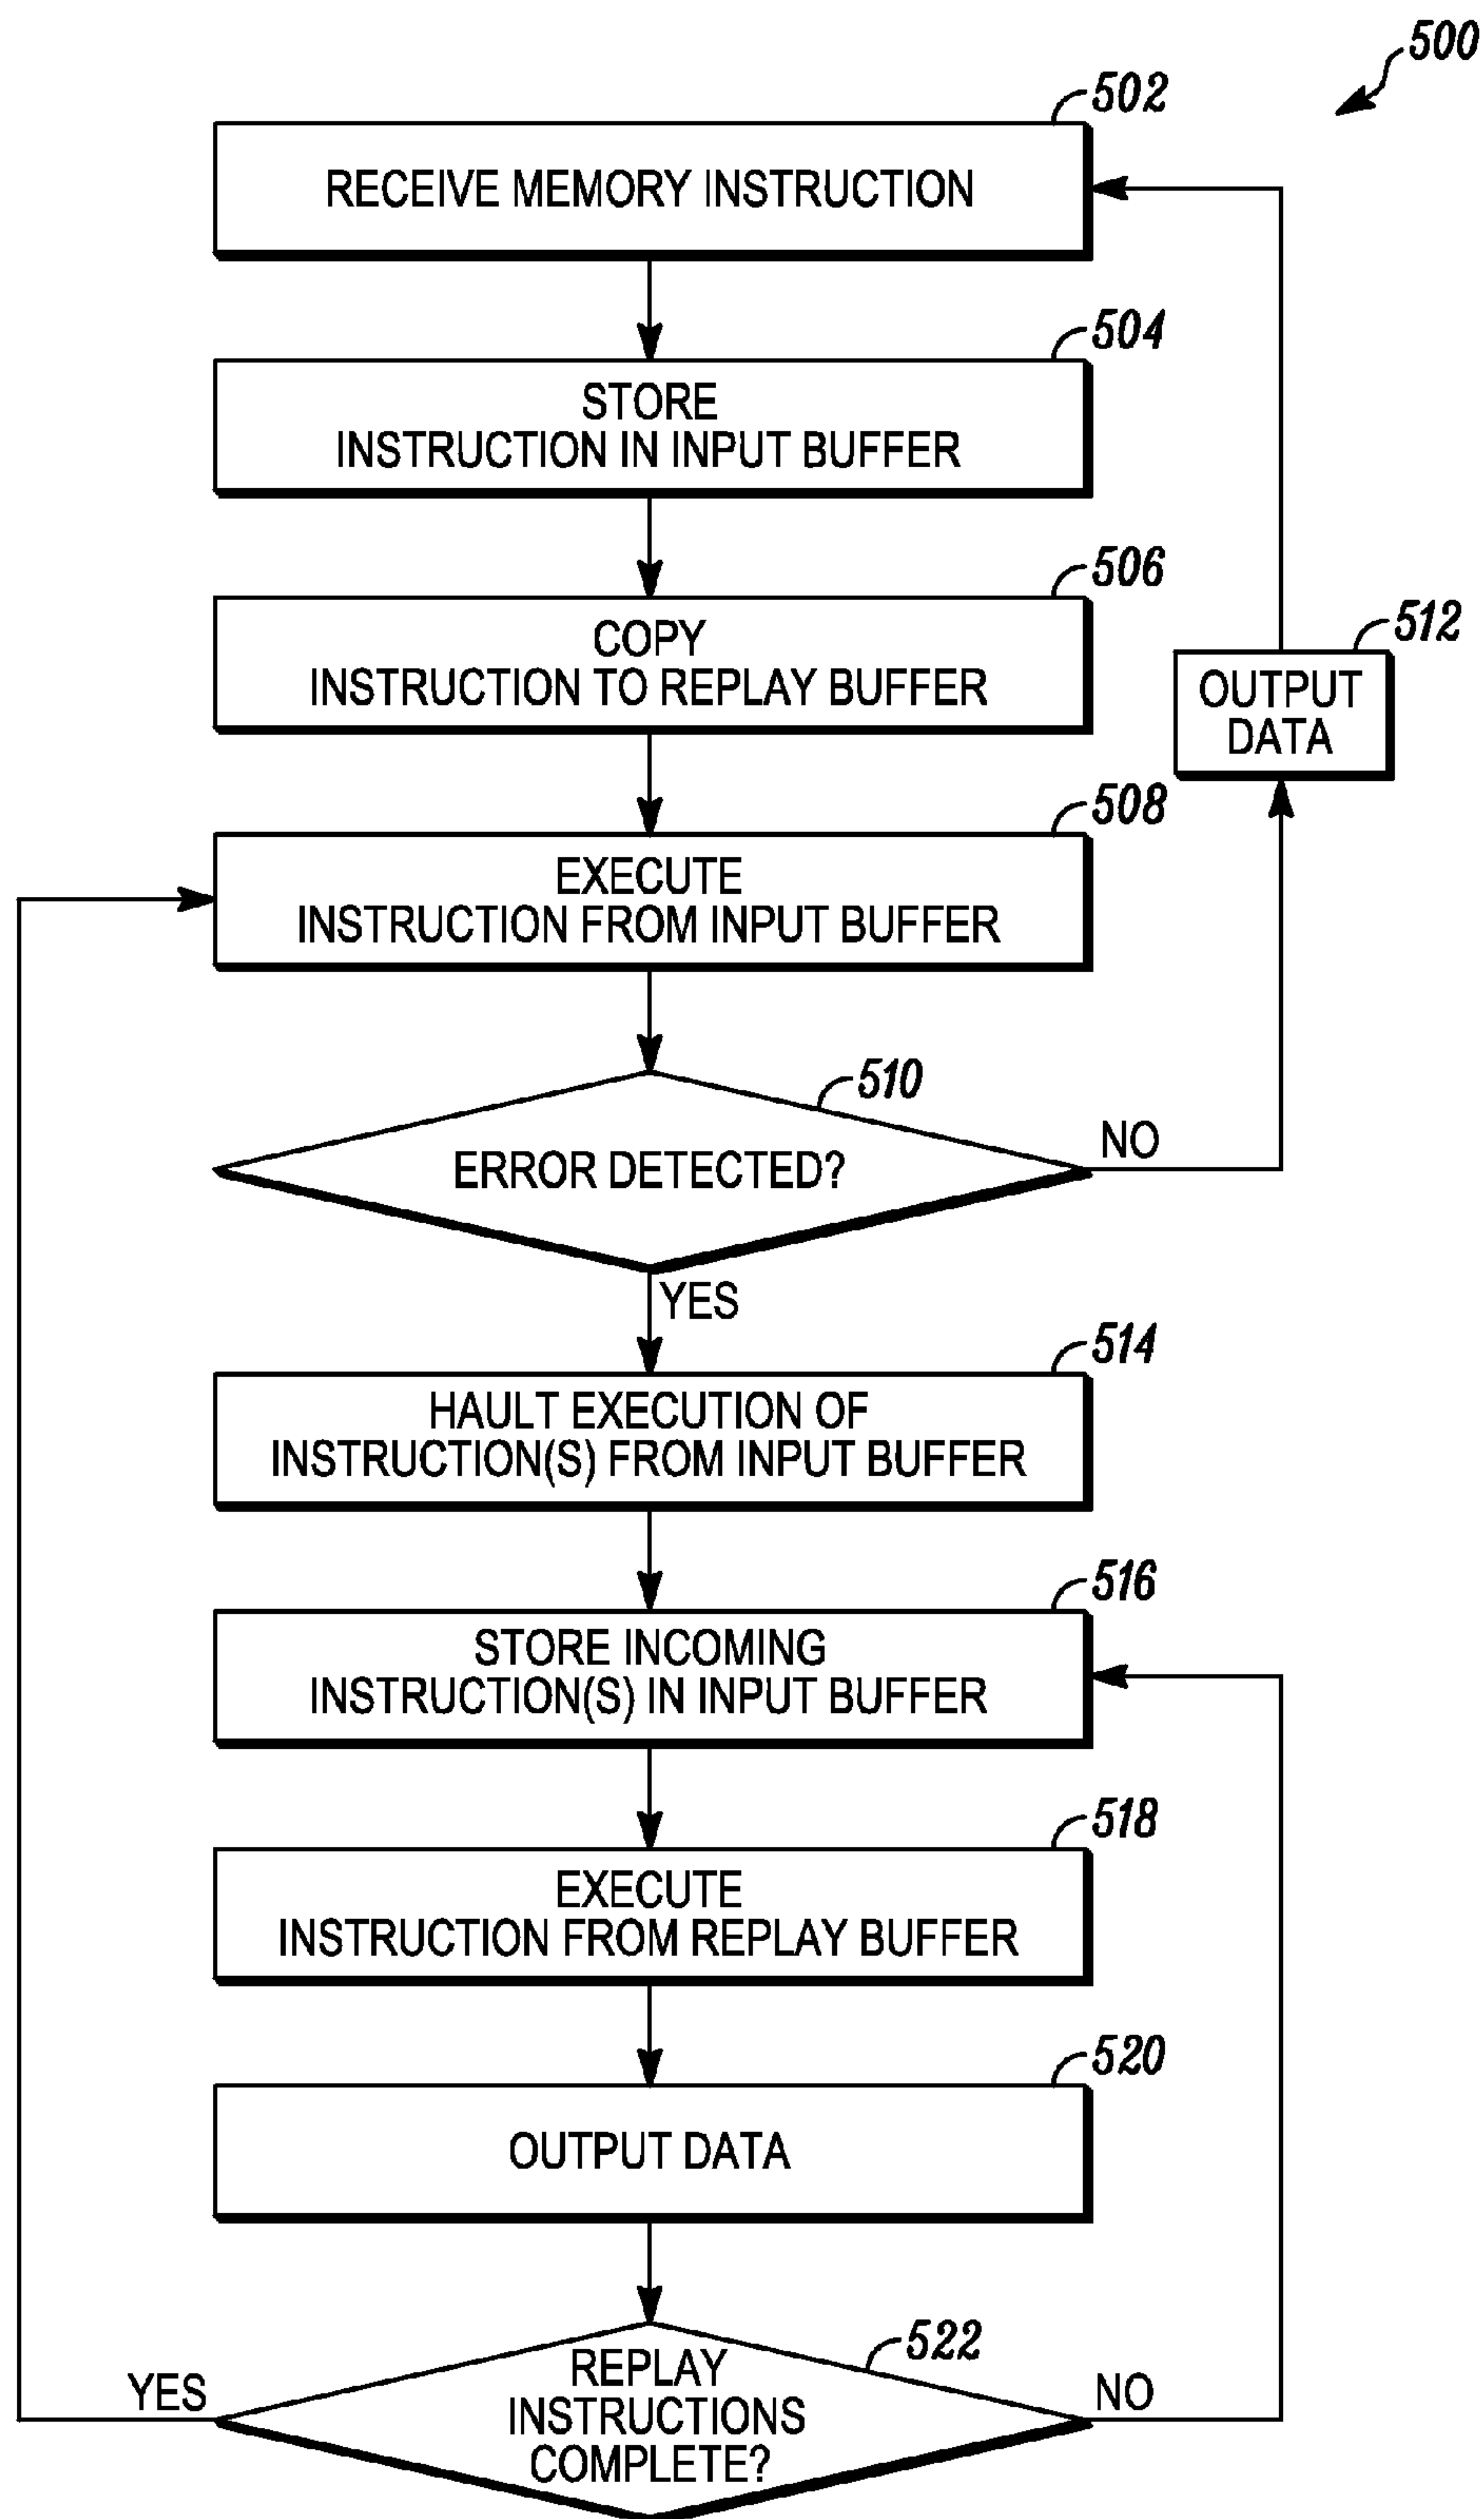 500
502
RECEIVE MEMORY INSTRUCTION
504
STORE
INSTRUCTION IN INPUT BUFFER
506
COPY
INSTRUCTION TO REPLAY BUFFER
512
OUTPUT
DATA
508
EXECUTE
INSTRUCTION FROM INPUT BUFFER
510
ERROR DETECTED?
NO
YES
514
HAULT EXECUTION OF
INSTRUCTION(S) FROM INPUT BUFFER
516
STORE INCOMING
INSTRUCTION(S) IN INPUT BUFFER
518
EXECUTE
INSTRUCTION FROM REPLAY BUFFER
520
OUTPUT DATA
522
REPLAY
INSTRUCTIONS
COMPLETE?
YES
NO